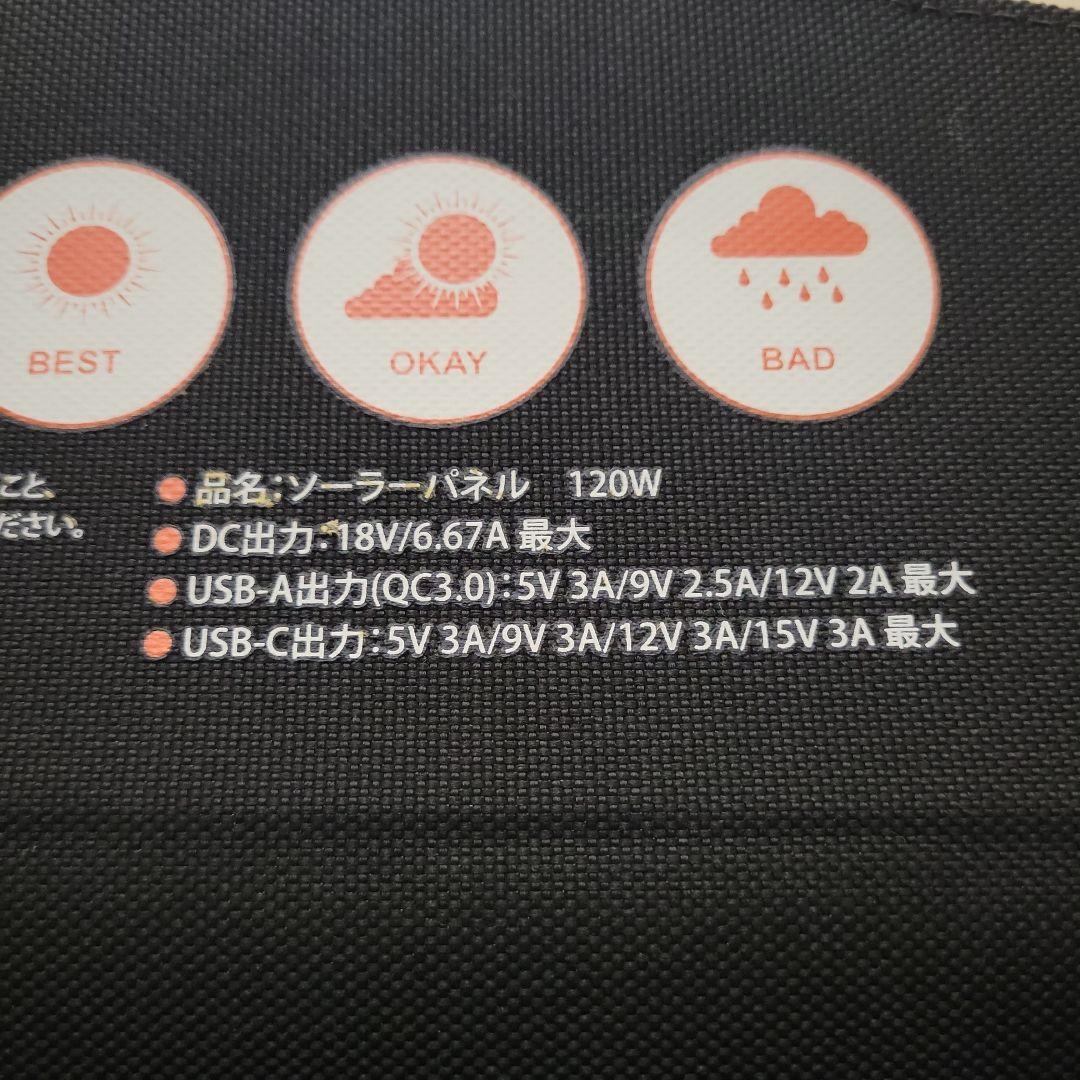 BEST
OKAY
BAD
こと、
ださい。
●品名:ソーラーパネル 120W
●DC出力:18V/6.67A 最大
●USB-A出力(QC3.0):5V 3A/9V 2.5A/12V 2A 最大
●USB-C出力:5V 3A/9V 3A/12V 3A/15V 3A 最大